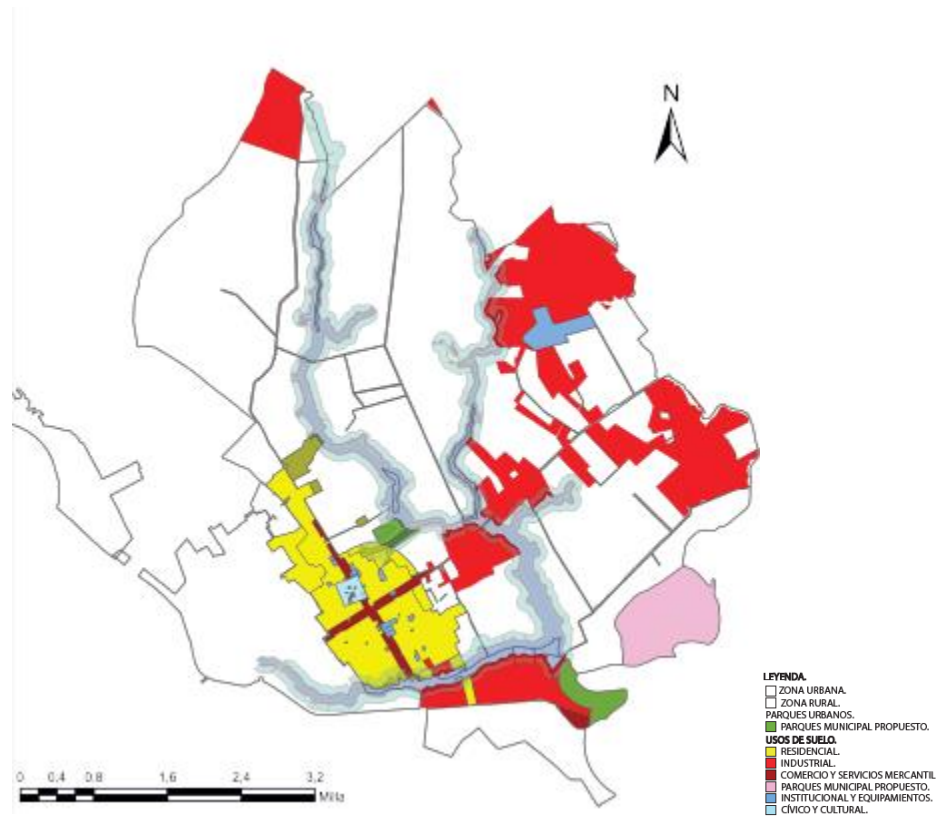 N
LEYENDA.
ZONA URBANA.
ZONA RURAL.
PARQUES URBANOS.
PARQUES MUNICIPAL PROPUESTO.
USOS DE SUELO.
RESIDENCIAL.
INDUSTRIAL.
COMERCIO Y SERVICIOS MERCANTIL
PARQUES MUNICIPAL PROPUESTO.
INSTITUCIONAL Y EQUIPAMIENTOS.
CÍVICO Y CULTURAL.
0 0,4 0,8 1,6 2,4 3,2
Milla